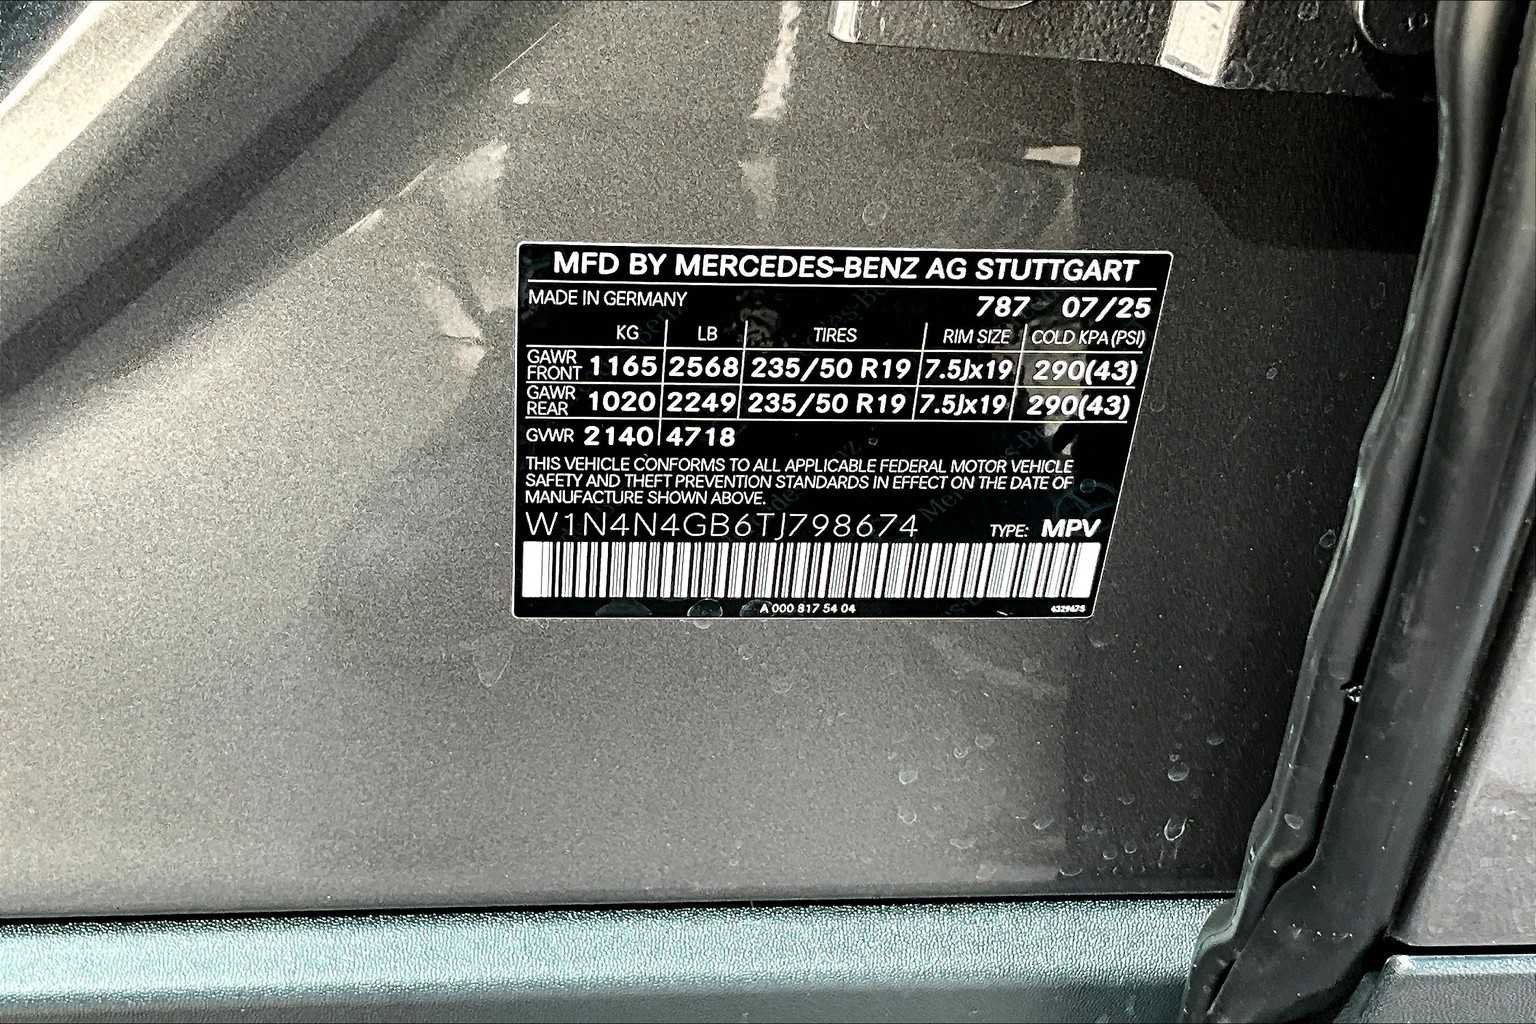 MFD BY MERCEDES-BENZ AG STUTTGART
MADE IN GERMANY 787 07/25
KG LB TIRES RIM SIZE COLD KPA (PSI)
GAWR FRONT 1165 2568 235/50 R19 7.5Jx19 290(43)
GAWR REAR 1020 2249 235/50 R19 7.5Jx19 290(43)
GVWR 2140 4718
THIS VEHICLE CONFORMS TO ALL APPLICABLE FEDERAL MOTOR VEHICLE
SAFETY AND THEFT PREVENTION STANDARDS IN EFFECT ON THE DATE OF
MANUFACTURE SHOWN ABOVE.
W1N4N4GB6TJ798674 TYPE: MPV
A 000 817 54 04 4329675